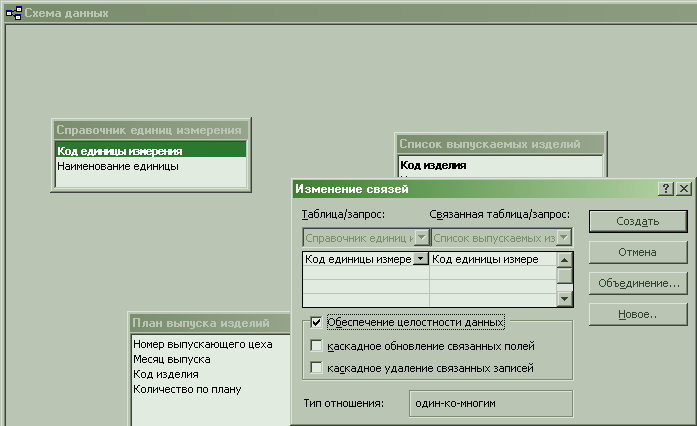 Схема данных
Справочник единиц измерения
Код единицы измерения
Наименование единицы
Список выпускаемых изделий
Код изделия
Изменение связей
Таблица/запрос:
Связанная таблица/запрос:
Создать
Справочник единиц и
Список выпускаемых из
Отмена
Код единицы измере
Код единицы измере
Объединение...
Новое..
Обеспечение целостности данных
каскадное обновление связанных полей
каскадное удаление связанных записей
Тип отношения:
один-ко-многим
План выпуска изделий
Номер выпускающего цеха
Месяц выпуска
Код изделия
Количество по плану